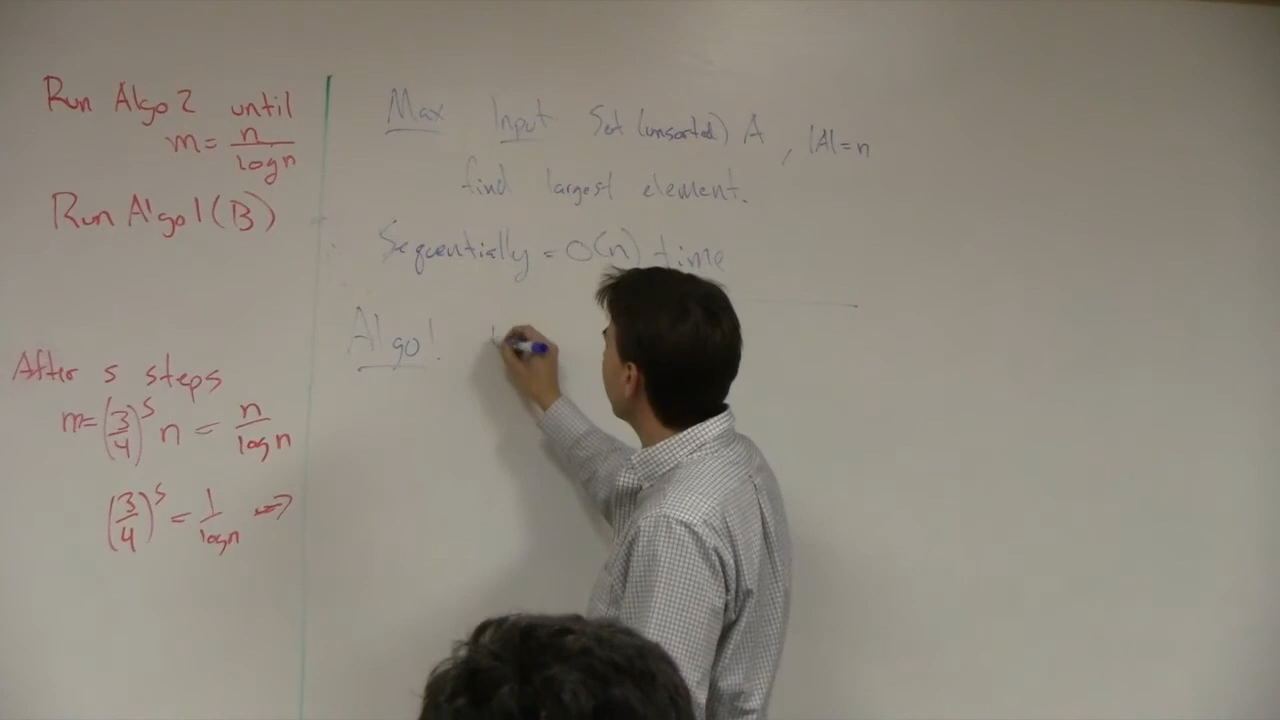 Run Algo 2 until
m = n / log n
Run Algo 1 (B)
After s steps
m = (3/4)^s n = n / log n
(3/4)^s = 1 / log n =>
Max Input Set (unsorted) A, |A| = n
find largest element.
Sequentially = O(n) time
Algo!